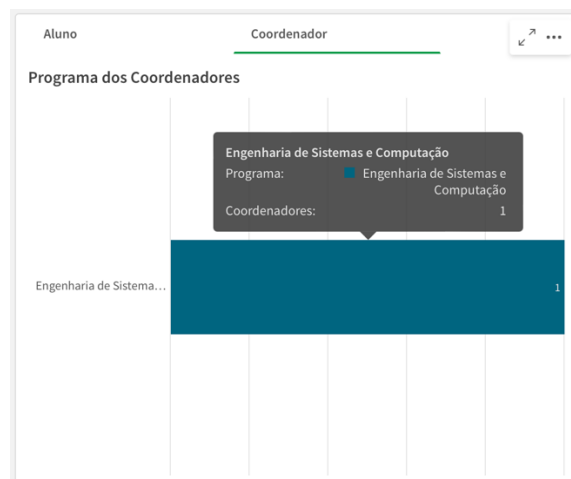 Aluno
Coordenador
Programa dos Coordenadores
Engenharia de Sistemas e Computação
Programa: Engenharia de Sistemas e
Computação
Coordenadores: 1
Engenharia de Sistema...
1